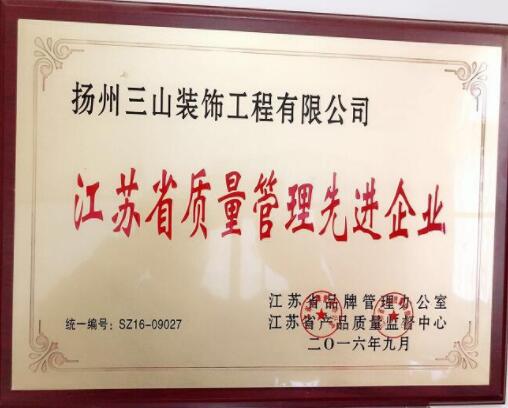 扬州三山装饰工程有限公司
江苏省质量管理先进企业
江苏省品牌管理办公室
统一编号：SZ16-09027
江苏省产品质量监督中心
二〇一六年九月